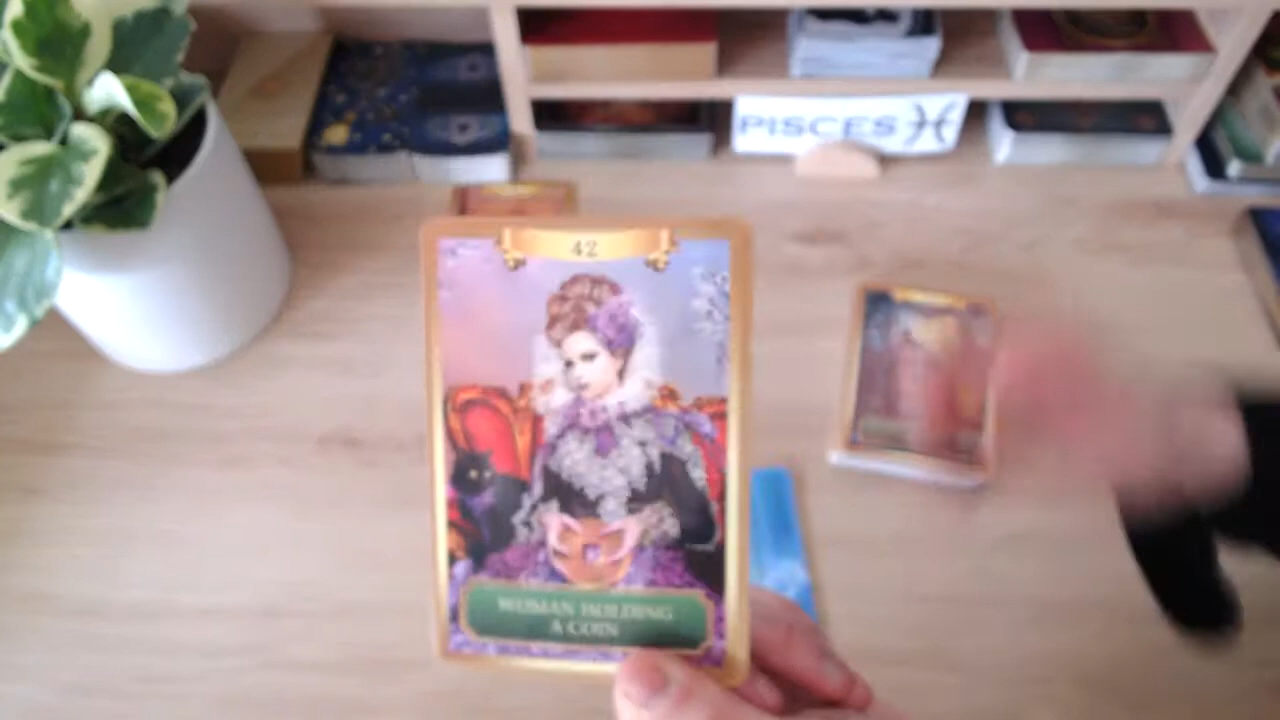 PISCES ♓
42
WOMAN HOLDING
A COIN